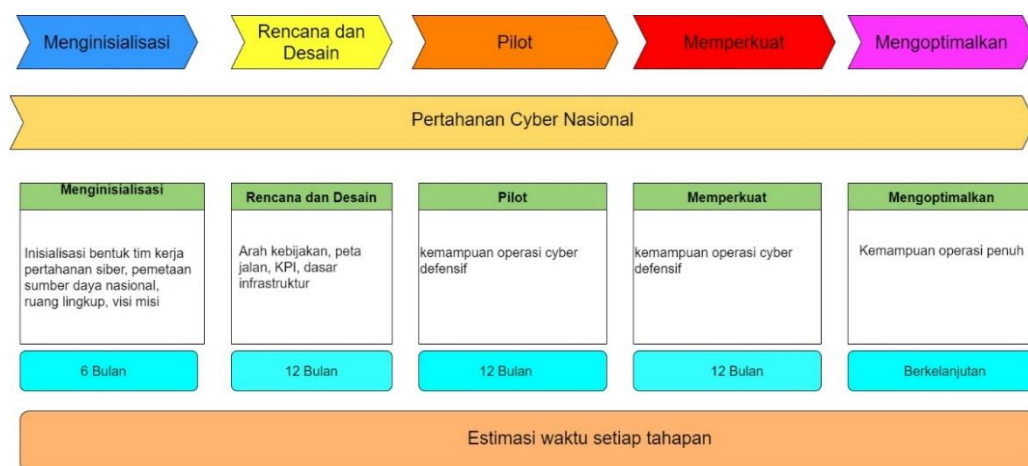 Menginisialisasi
Rencana dan
Desain
Pilot
Memperkuat
Mengoptimalkan
Pertahanan Cyber Nasional
Menginisialisasi
Inisialisasi bentuk tim kerja
pertahanan siber, pemetaan
sumber daya nasional,
ruang lingkup, visi misi
6 Bulan
Rencana dan Desain
Arah kebijakan, peta
jalan, KPI, dasar
infrastruktur
12 Bulan
Pilot
kemampuan operasi cyber
defensif
12 Bulan
Memperkuat
kemampuan operasi cyber
defensif
12 Bulan
Mengoptimalkan
Kemampuan operasi penuh
Berkelanjutan
Estimasi waktu setiap tahapan